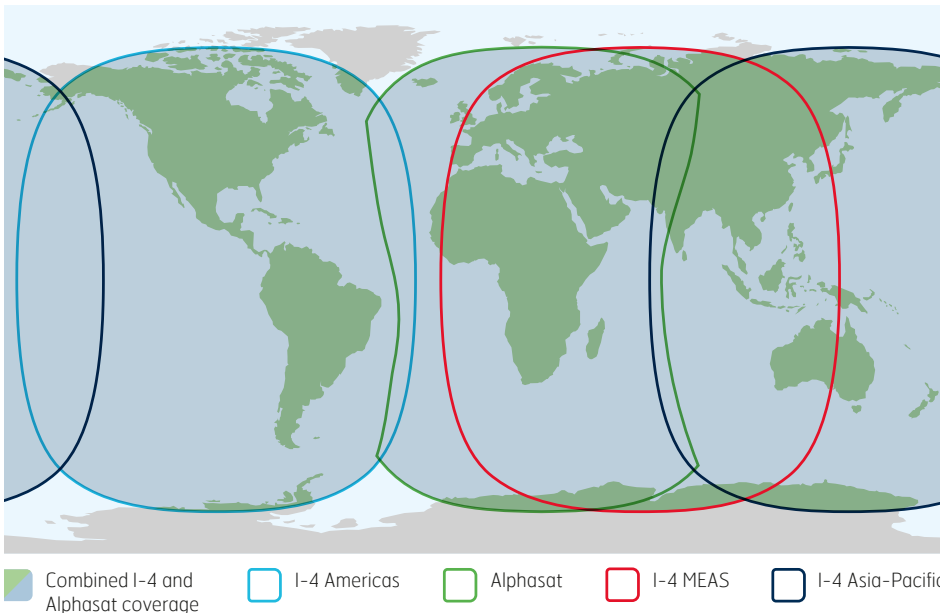 Combined I-4 and
Alphasat coverage
I-4 Americas
Alphasat
I-4 MEAS
I-4 Asia-Pacific